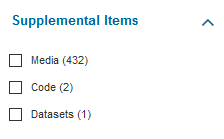 Supplemental Items
Media (432)
Code (2)
Datasets (1)